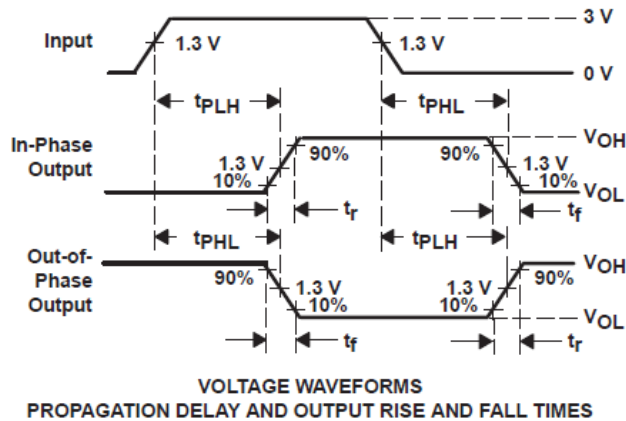 3 V
Input
1.3 V
1.3 V
0 V
tPLH
tPHL
In-Phase
Output
VOH
90%
90%
1.3 V
1.3 V
10%
10%
VOL
tr
tf
tPHL
tPLH
Out-of-
Phase
Output
VOH
90%
90%
1.3 V
1.3 V
10%
10%
VOL
tf
tr
VOLTAGE WAVEFORMS
PROPAGATION DELAY AND OUTPUT RISE AND FALL TIMES